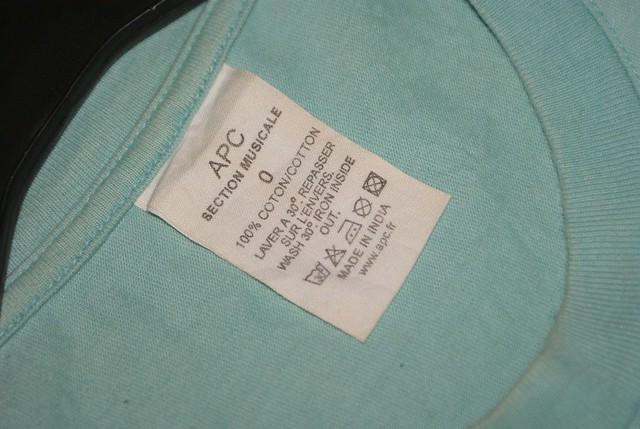 APC
SECTION MUSICALE
0
100% COTON/COTTON
LAVER A 30° REPASSER
SUR L'ENVERS.
WASH 30° IRON INSIDE
OUT.
30°
MADE IN INDIA
www.apc.fr